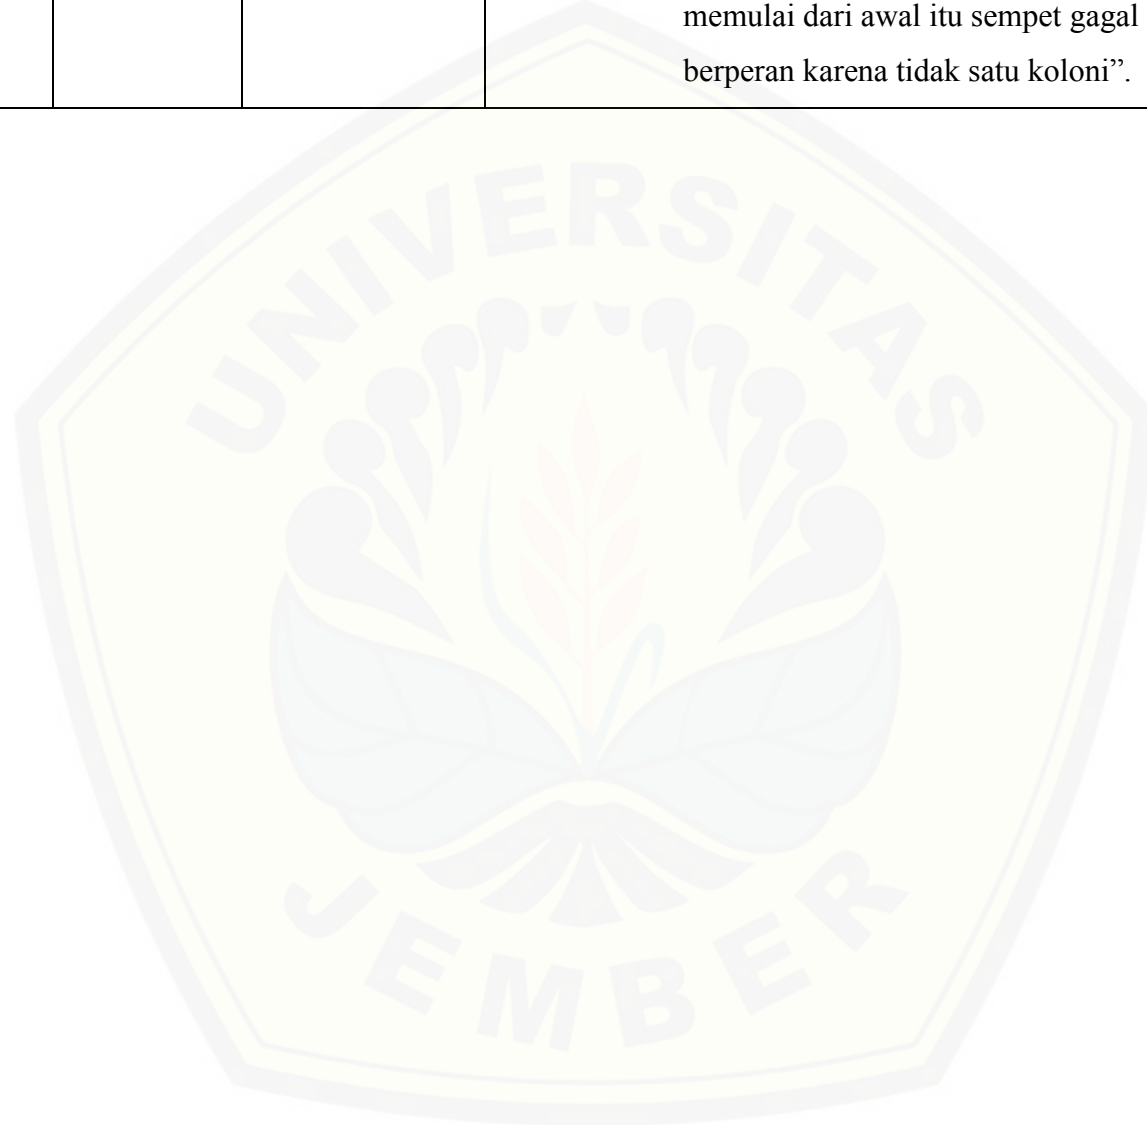 memulai dari awal itu sempet gagal
berperan karena tidak satu koloni”.
UNIVERSITAS
JEMBER